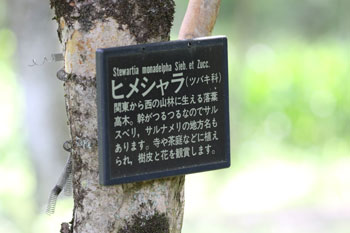 Stewartia monadelpha Sieb. et Zucc.
ヒメシャラ(ツバキ科)
関東から西の山林に生える落葉
高木。幹がつるつるなのでサル
スベリ，サルナメリの地方名も
あります。寺や茶庭などに植え
られ，樹皮と花を観賞します。